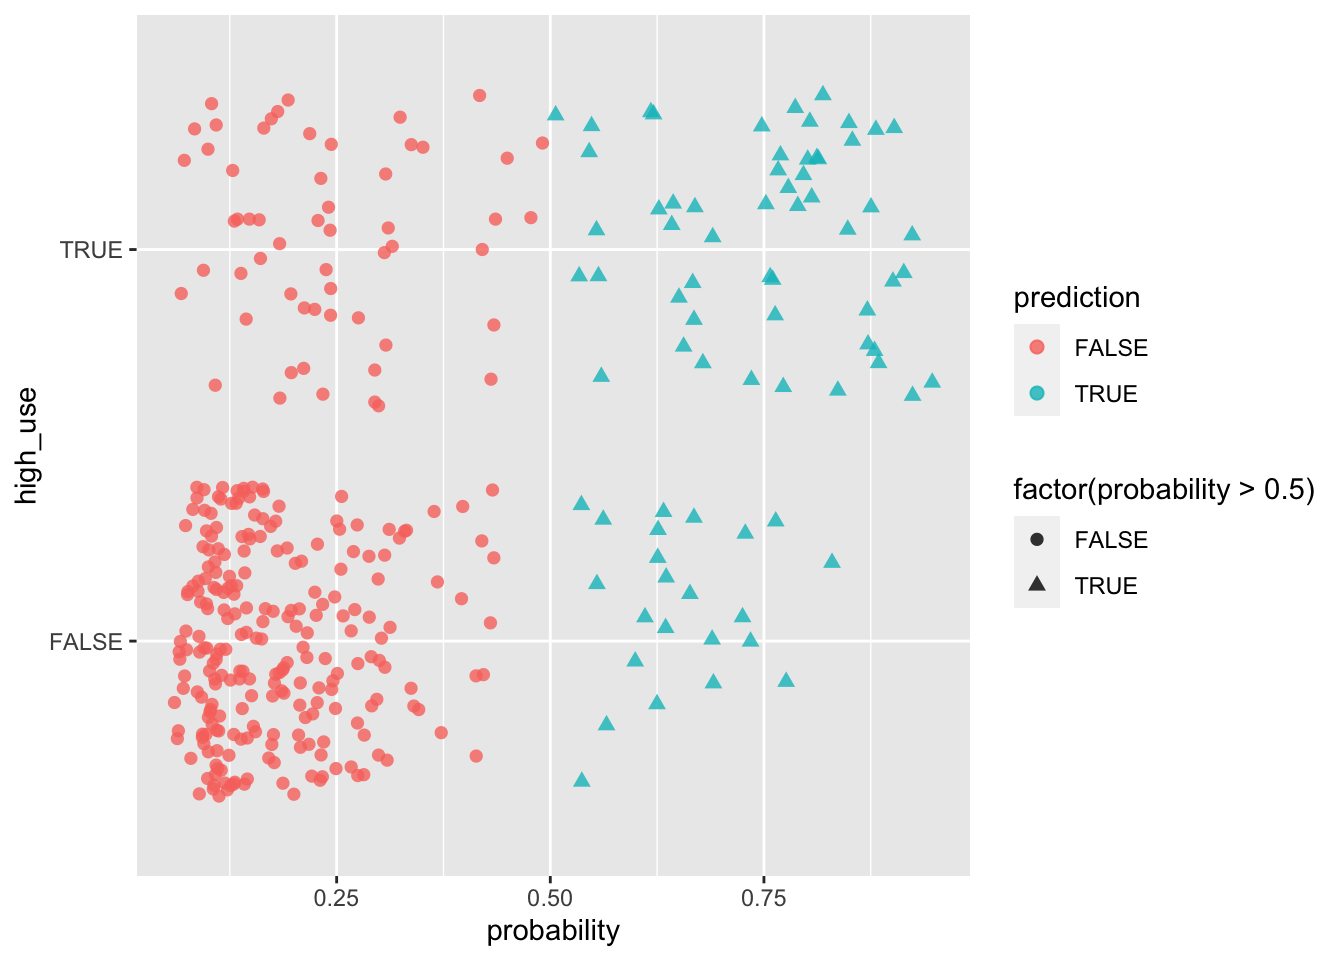 high_use
TRUE
FALSE
0.25
0.50
0.75
probability
prediction
FALSE
TRUE
factor(probability > 0.5)
FALSE
TRUE